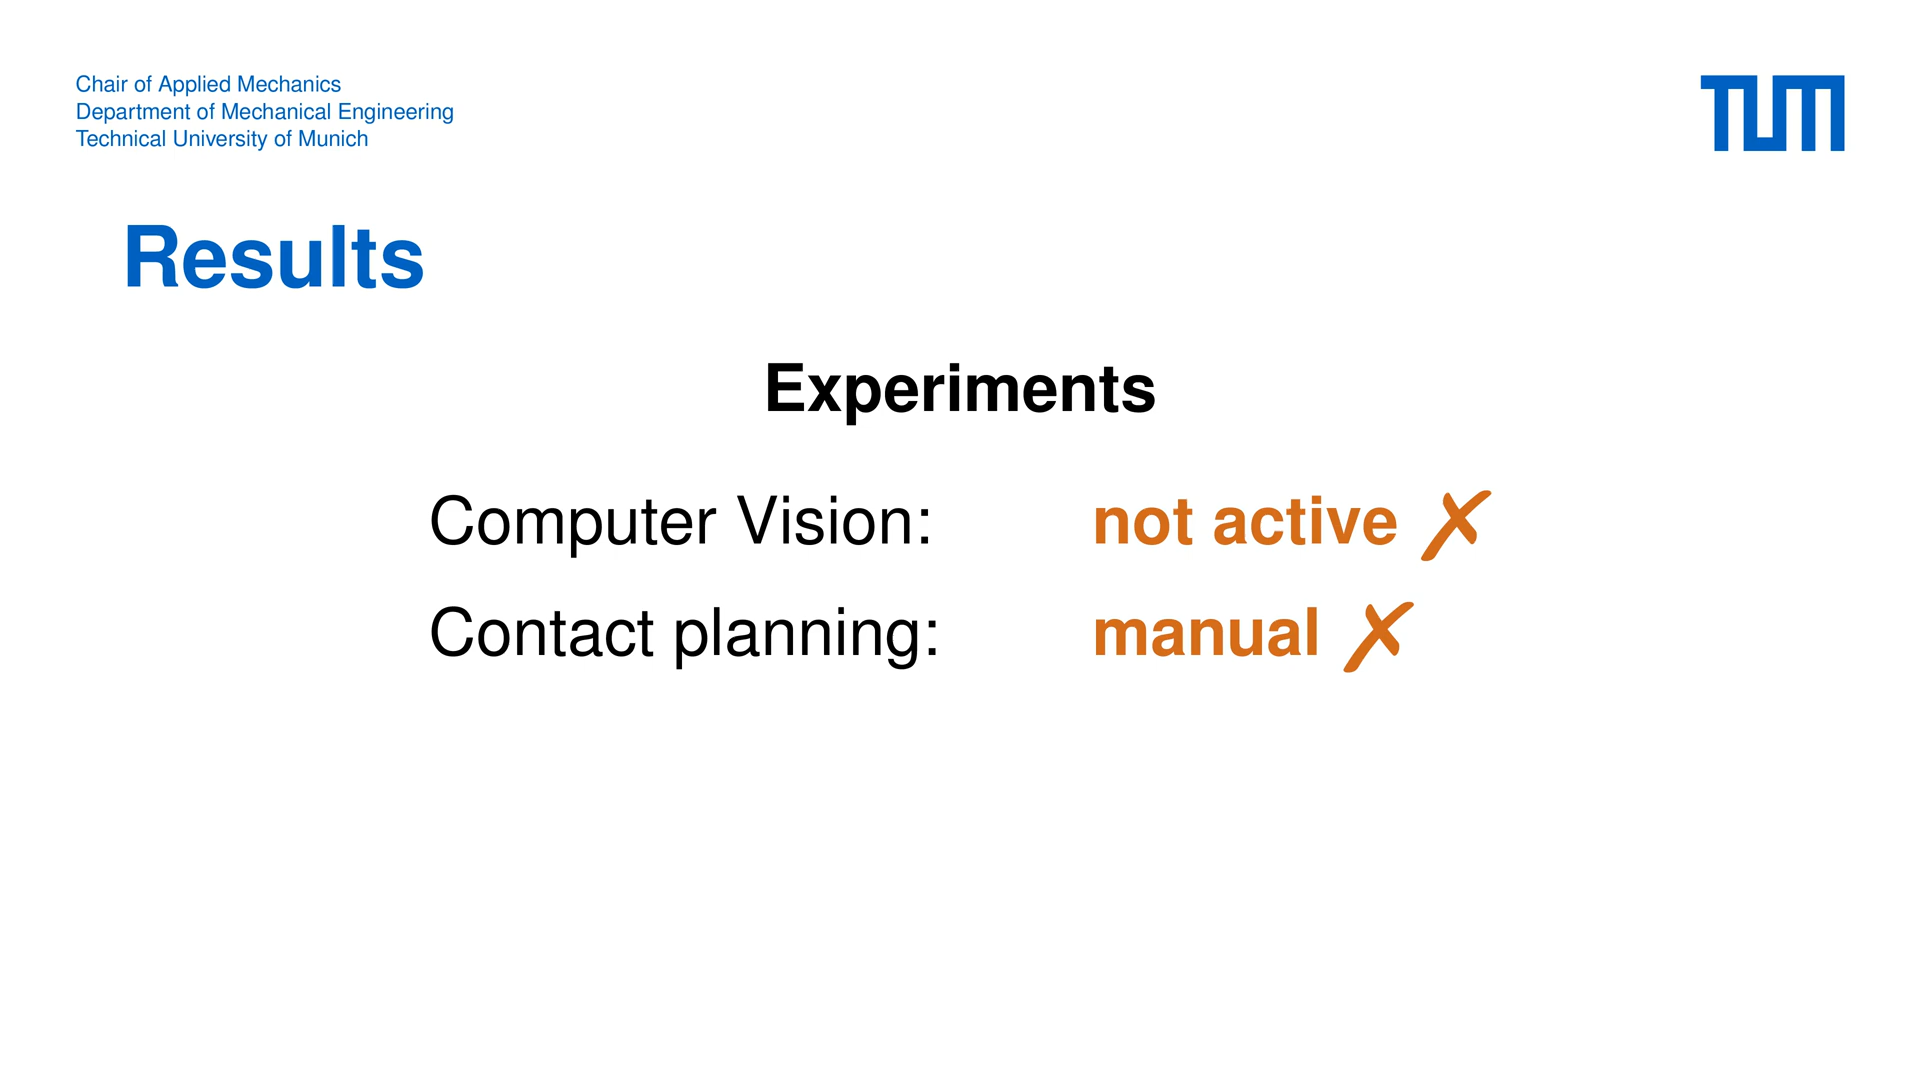 Chair of Applied Mechanics
Department of Mechanical Engineering
Technical University of Munich
TUM
Results
Experiments
Computer Vision: not active ✗
Contact planning: manual ✗